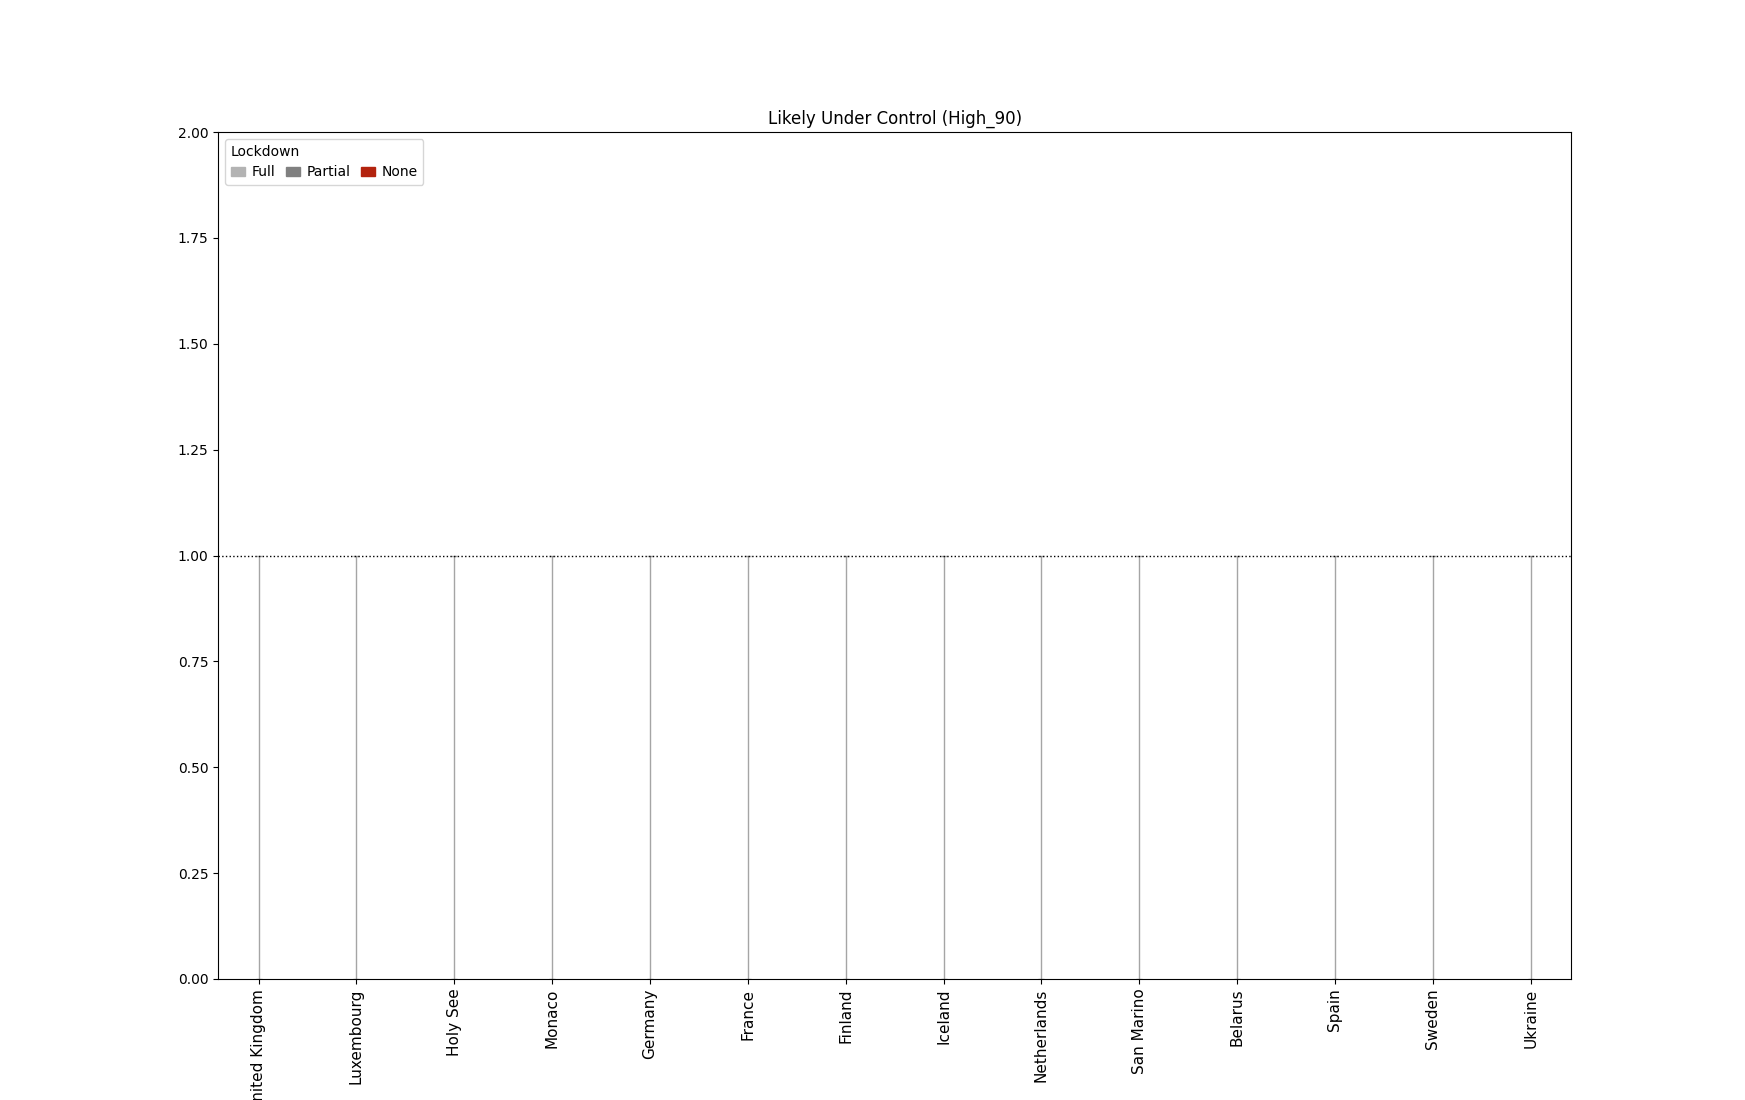 Likely Under Control (High_90)
2.00
Lockdown
Full Partial None
1.75
1.50
1.25
1.00
0.75
0.50
0.25
0.00
nited Kingdom
Luxembourg
Holy See
Monaco
Germany
France
Finland
Iceland
Netherlands
San Marino
Belarus
Spain
Sweden
Ukraine